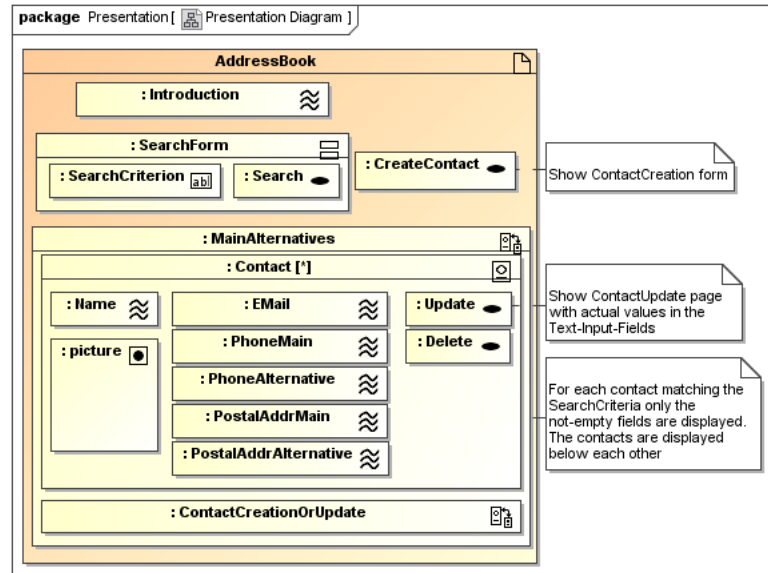 package Presentation [ Presentation Diagram ]
AddressBook
: Introduction
: SearchForm
: SearchCriterion
abl
: Search
: CreateContact
Show ContactCreation form
: MainAlternatives
: Contact [*]
: Name
: EMail
: Update
: picture
: PhoneMain
: Delete
: PhoneAlternative
: PostalAddrMain
: PostalAddrAlternative
Show ContactUpdate page
with actual values in the
Text-Input-Fields
For each contact matching the
SearchCriteria only the
not-empty fields are displayed.
The contacts are displayed
below each other
: ContactCreationOrUpdate